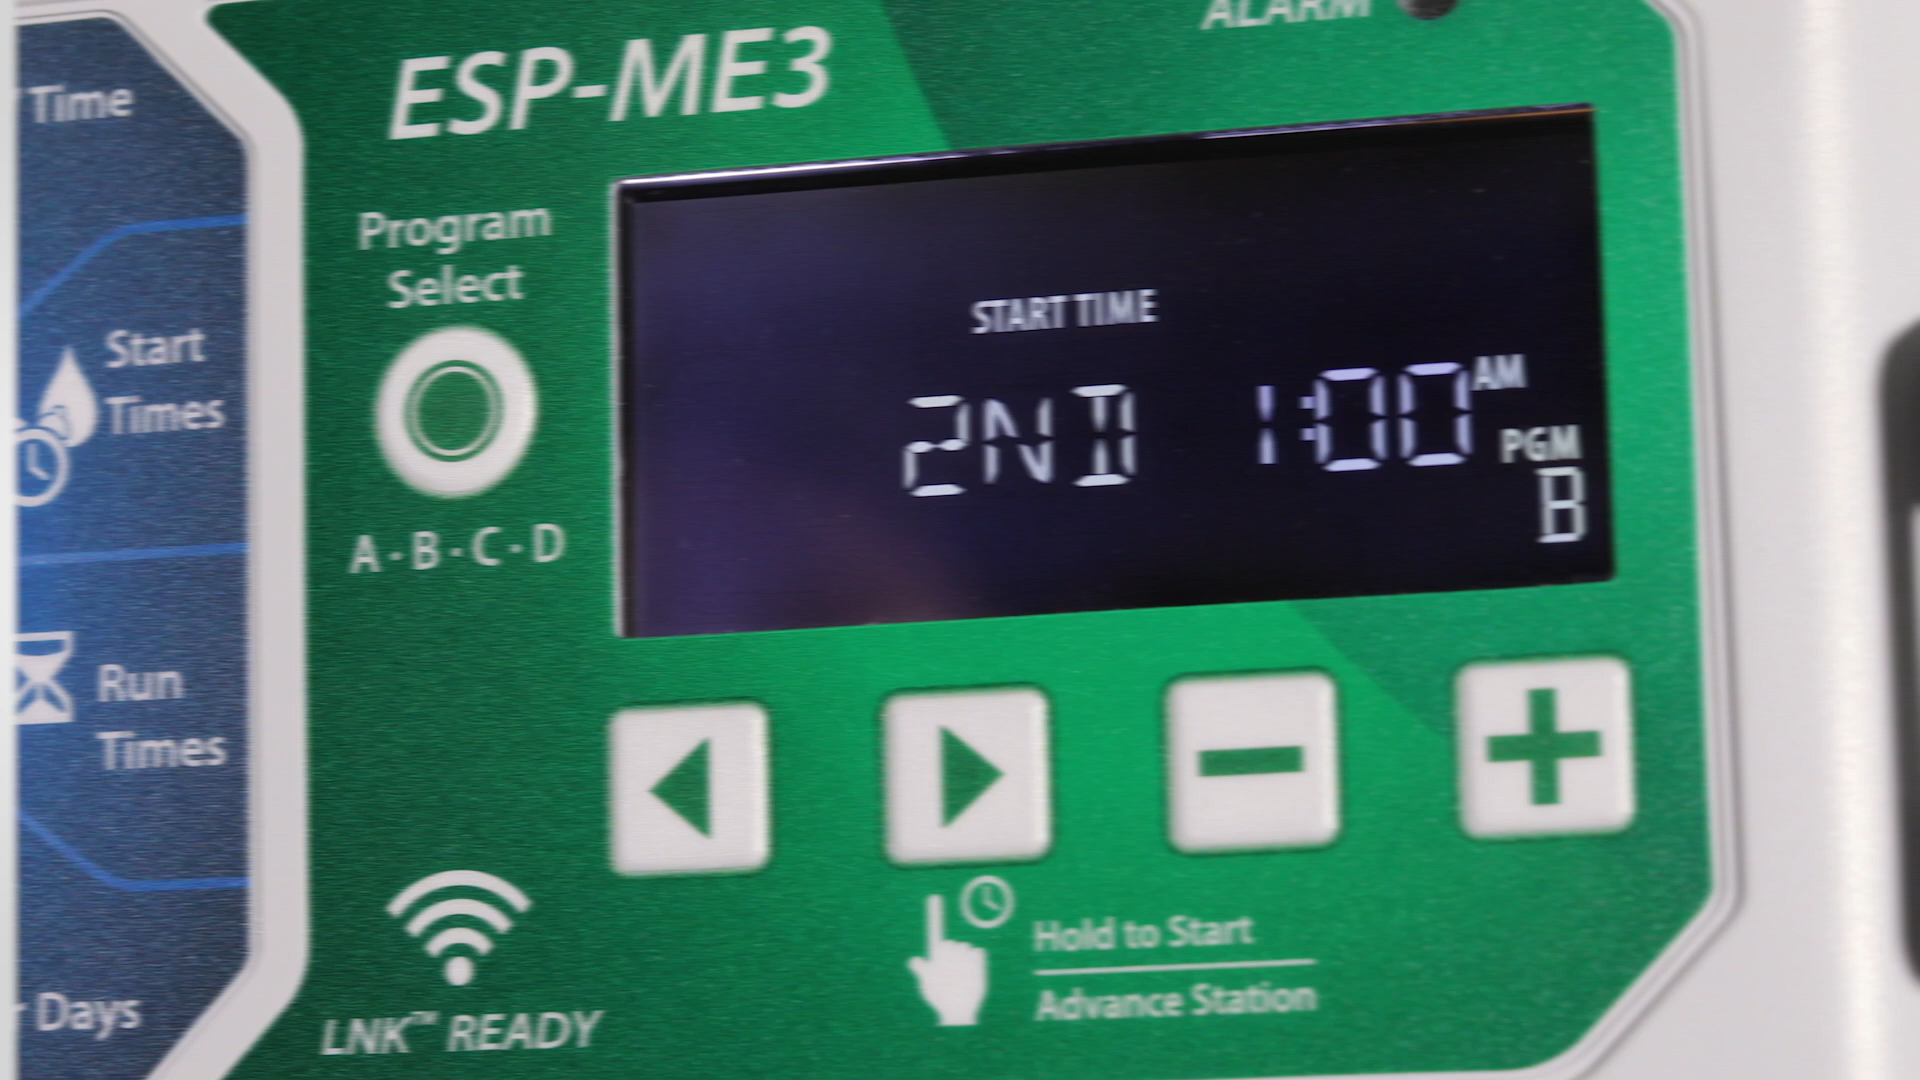 ALARM
ESP-ME3
Time
Program
Select
START TIME
Start
Times
2ND 1:00 AM
PGM
B
A · B · C · D
Run
Times
Hold to Start
Advance Station
Days
LNK™ READY